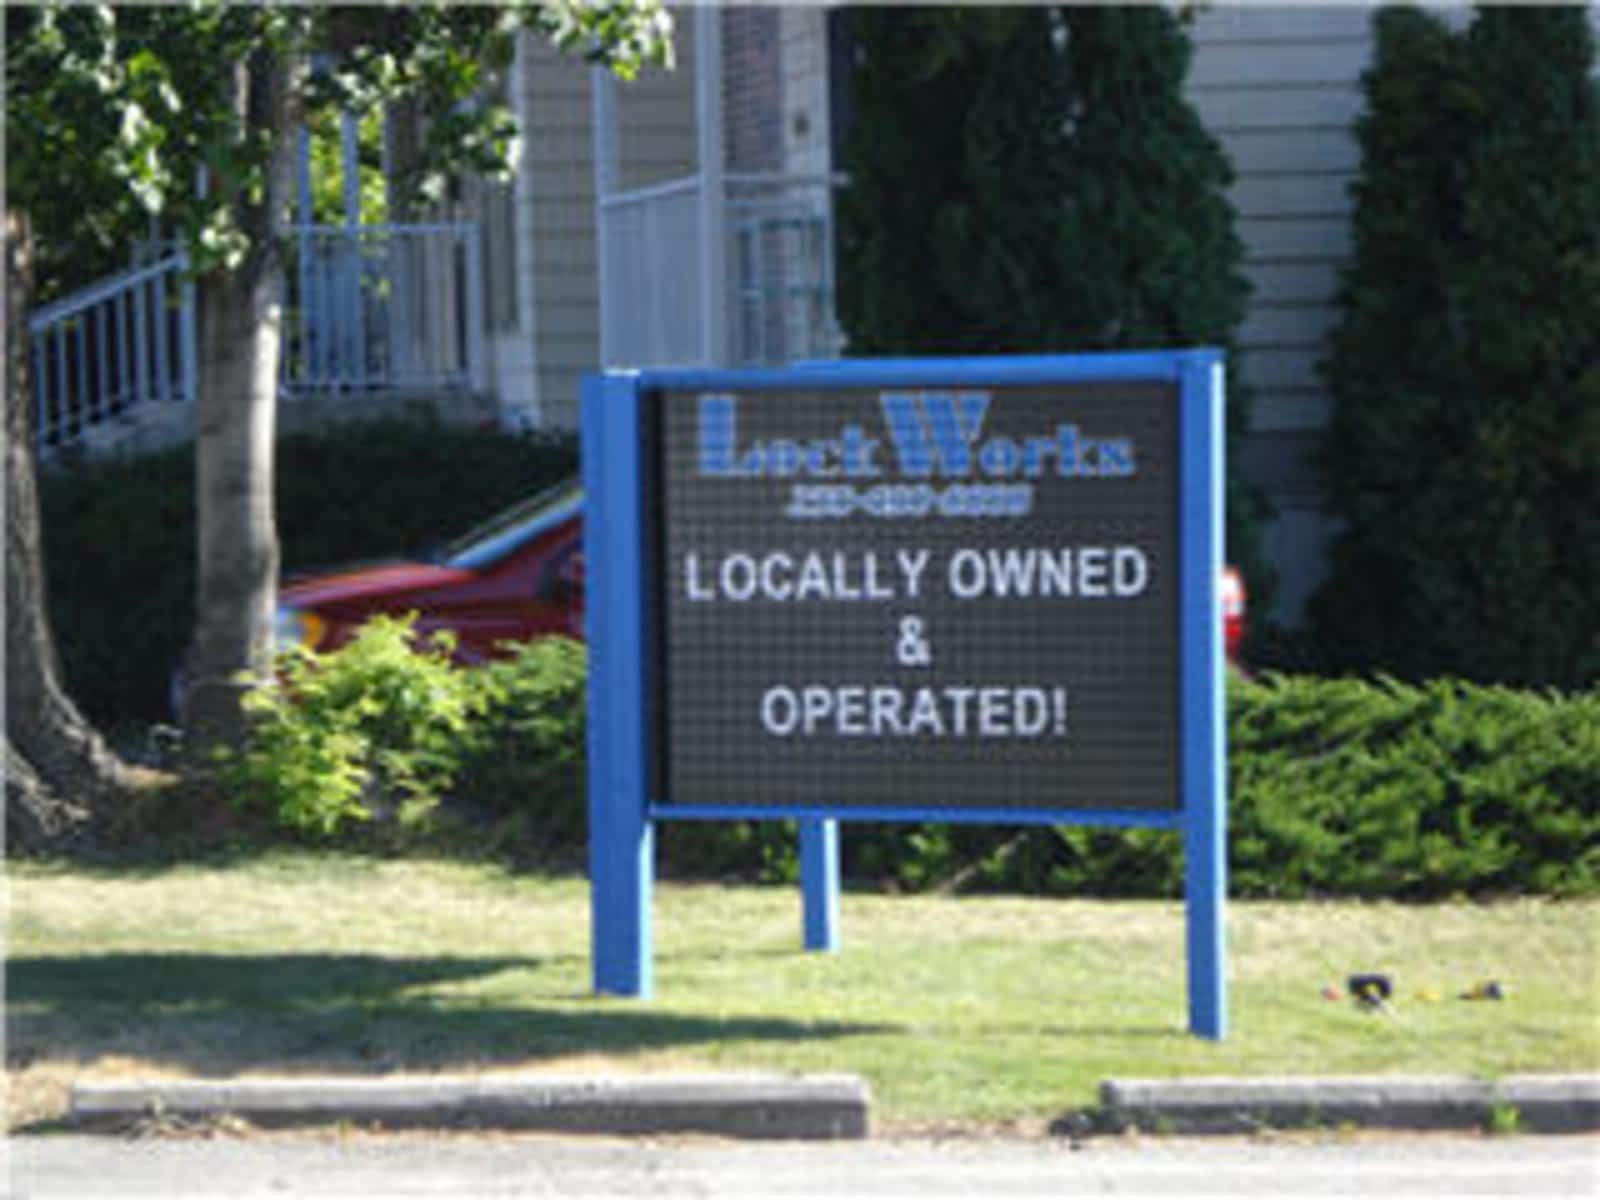 LockWorks
LOCALLY OWNED
&
OPERATED!